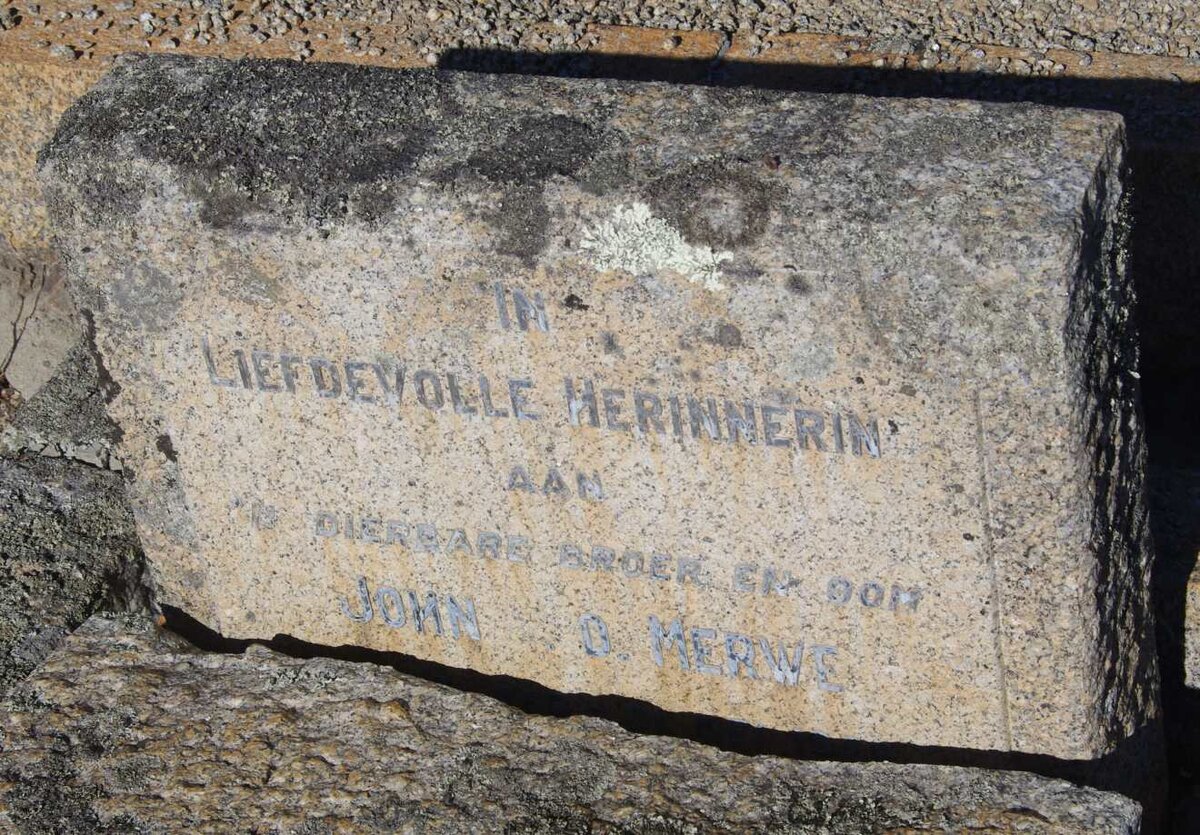 IN
LIEFDEVOLLE HERINNERIN
AAN
'N DIERBARE BROER EN OOM
JOHN . D. MERWE